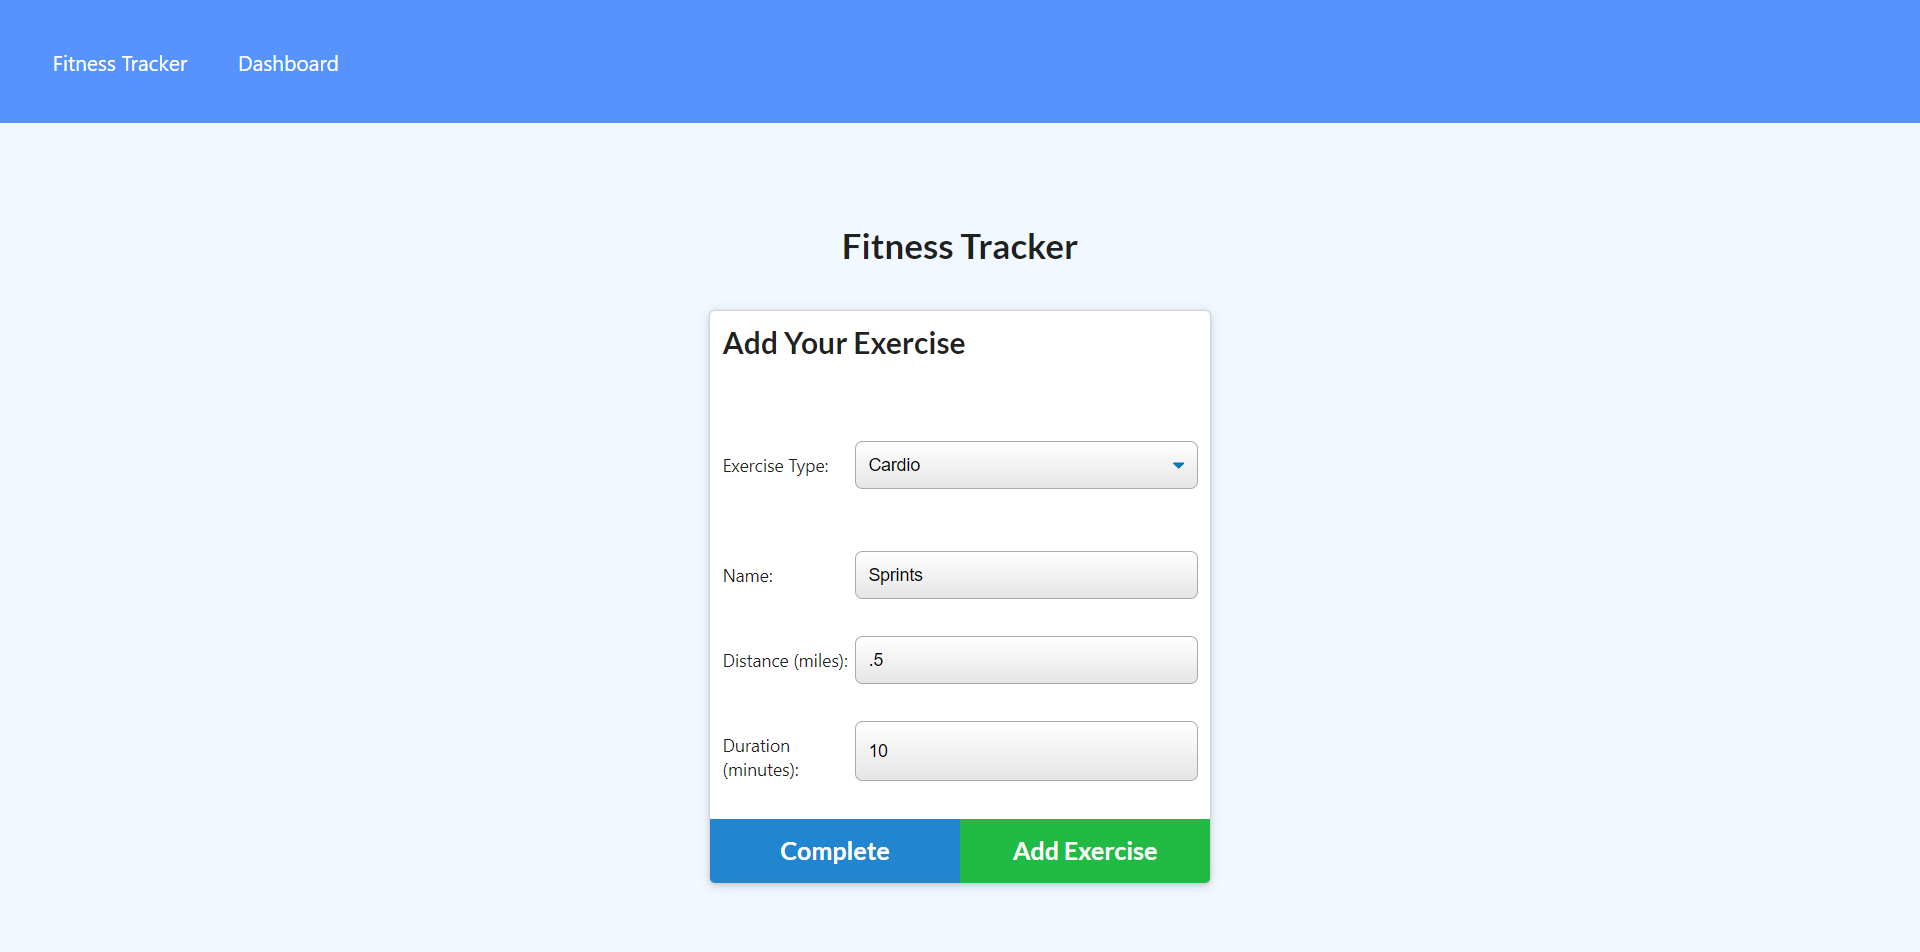 Fitness Tracker Dashboard
Fitness Tracker
Add Your Exercise
Exercise Type: Cardio
Name: Sprints
Distance (miles): .5
Duration
(minutes): 10
Complete Add Exercise